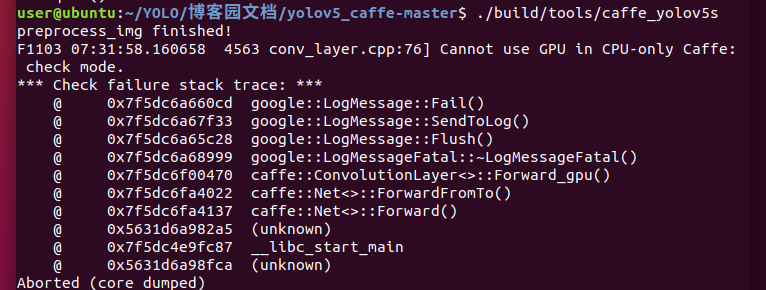 user@ubuntu:~/YOLO/博客园文档/yolov5_caffe-master$ ./build/tools/caffe_yolov5s
preprocess_img finished!
F1103 07:31:58.160658  4563 conv_layer.cpp:76] Cannot use GPU in CPU-only Caffe:
 check mode.
*** Check failure stack trace: ***
    @     0x7f5dc6a660cd  google::LogMessage::Fail()
    @     0x7f5dc6a67f33  google::LogMessage::SendToLog()
    @     0x7f5dc6a65c28  google::LogMessage::Flush()
    @     0x7f5dc6a68999  google::LogMessageFatal::~LogMessageFatal()
    @     0x7f5dc6f00470  caffe::ConvolutionLayer<>::Forward_gpu()
    @     0x7f5dc6fa4022  caffe::Net<>::ForwardFromTo()
    @     0x7f5dc6fa4137  caffe::Net<>::Forward()
    @     0x5631d6a982a5  (unknown)
    @     0x7f5dc4e9fc87  __libc_start_main
    @     0x5631d6a98fca  (unknown)
Aborted (core dumped)